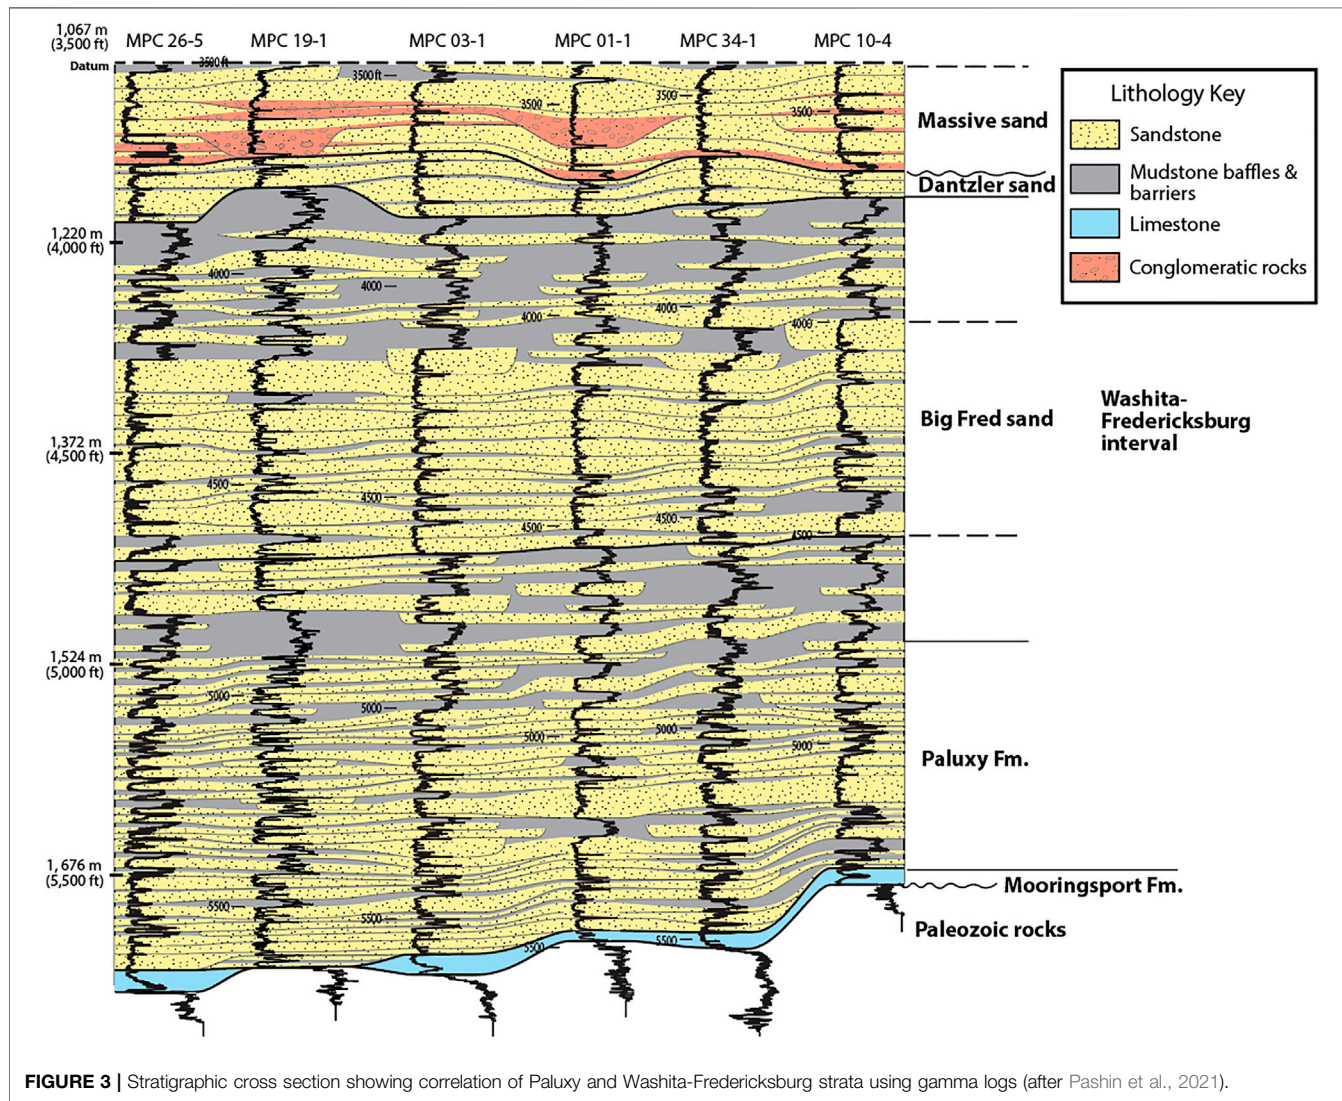 1,067 m
(3,500 ft)
Datum
MPC 26-5
MPC 19-1
MPC 03-1
MPC 01-1
MPC 34-1
MPC 10-4
3500 ft
3500 ft
3500
3500
3500
Lithology Key
Sandstone
Mudstone baffles &
barriers
Limestone
Conglomeratic rocks
Massive sand
Dantzler sand
1,220 m
(4,000 ft)
4000
4000
4000
4000
4000
Big Fred sand
Washita-
Fredericksburg
interval
1,372 m
(4,500 ft)
4500
4500
4500
4500
4500
1,524 m
(5,000 ft)
5000
5000
5000
5000
5000
Paluxy Fm.
1,676 m
(5,500 ft)
5500
5500
5500
5500
Mooringsport Fm.
Paleozoic rocks
FIGURE 3 | Stratigraphic cross section showing correlation of Paluxy and Washita-Fredericksburg strata using gamma logs (after Pashin et al., 2021).